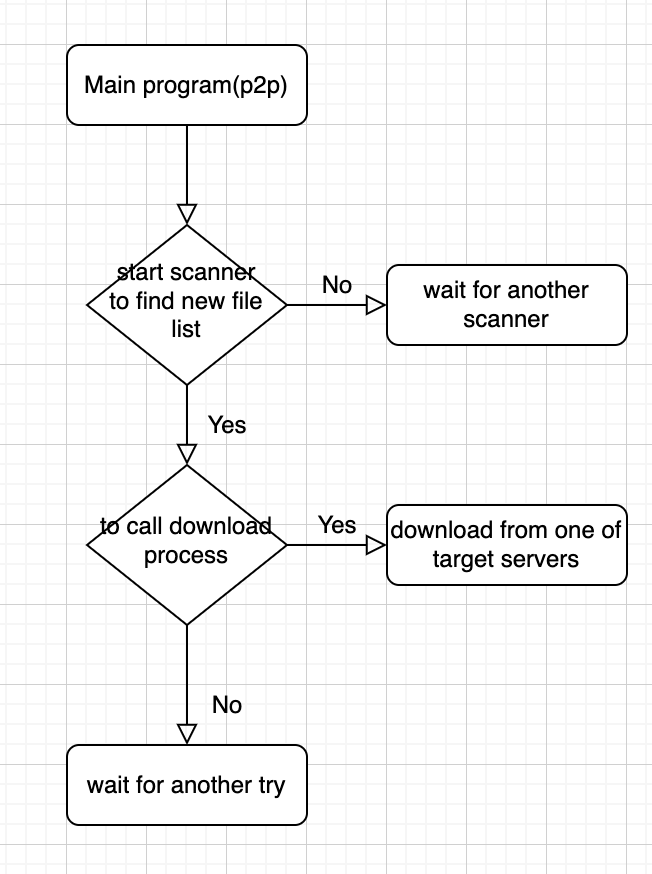 Main program(p2p)
start scanner
to find new file
list
No
wait for another
scanner
Yes
to call download
process
Yes
download from one of
target servers
No
wait for another try